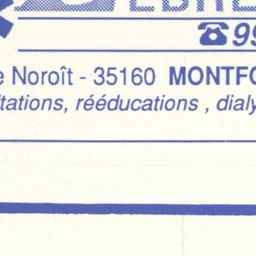 ☎99
e Noroît - 35160 MONTFO
tations, rééducations , dialy